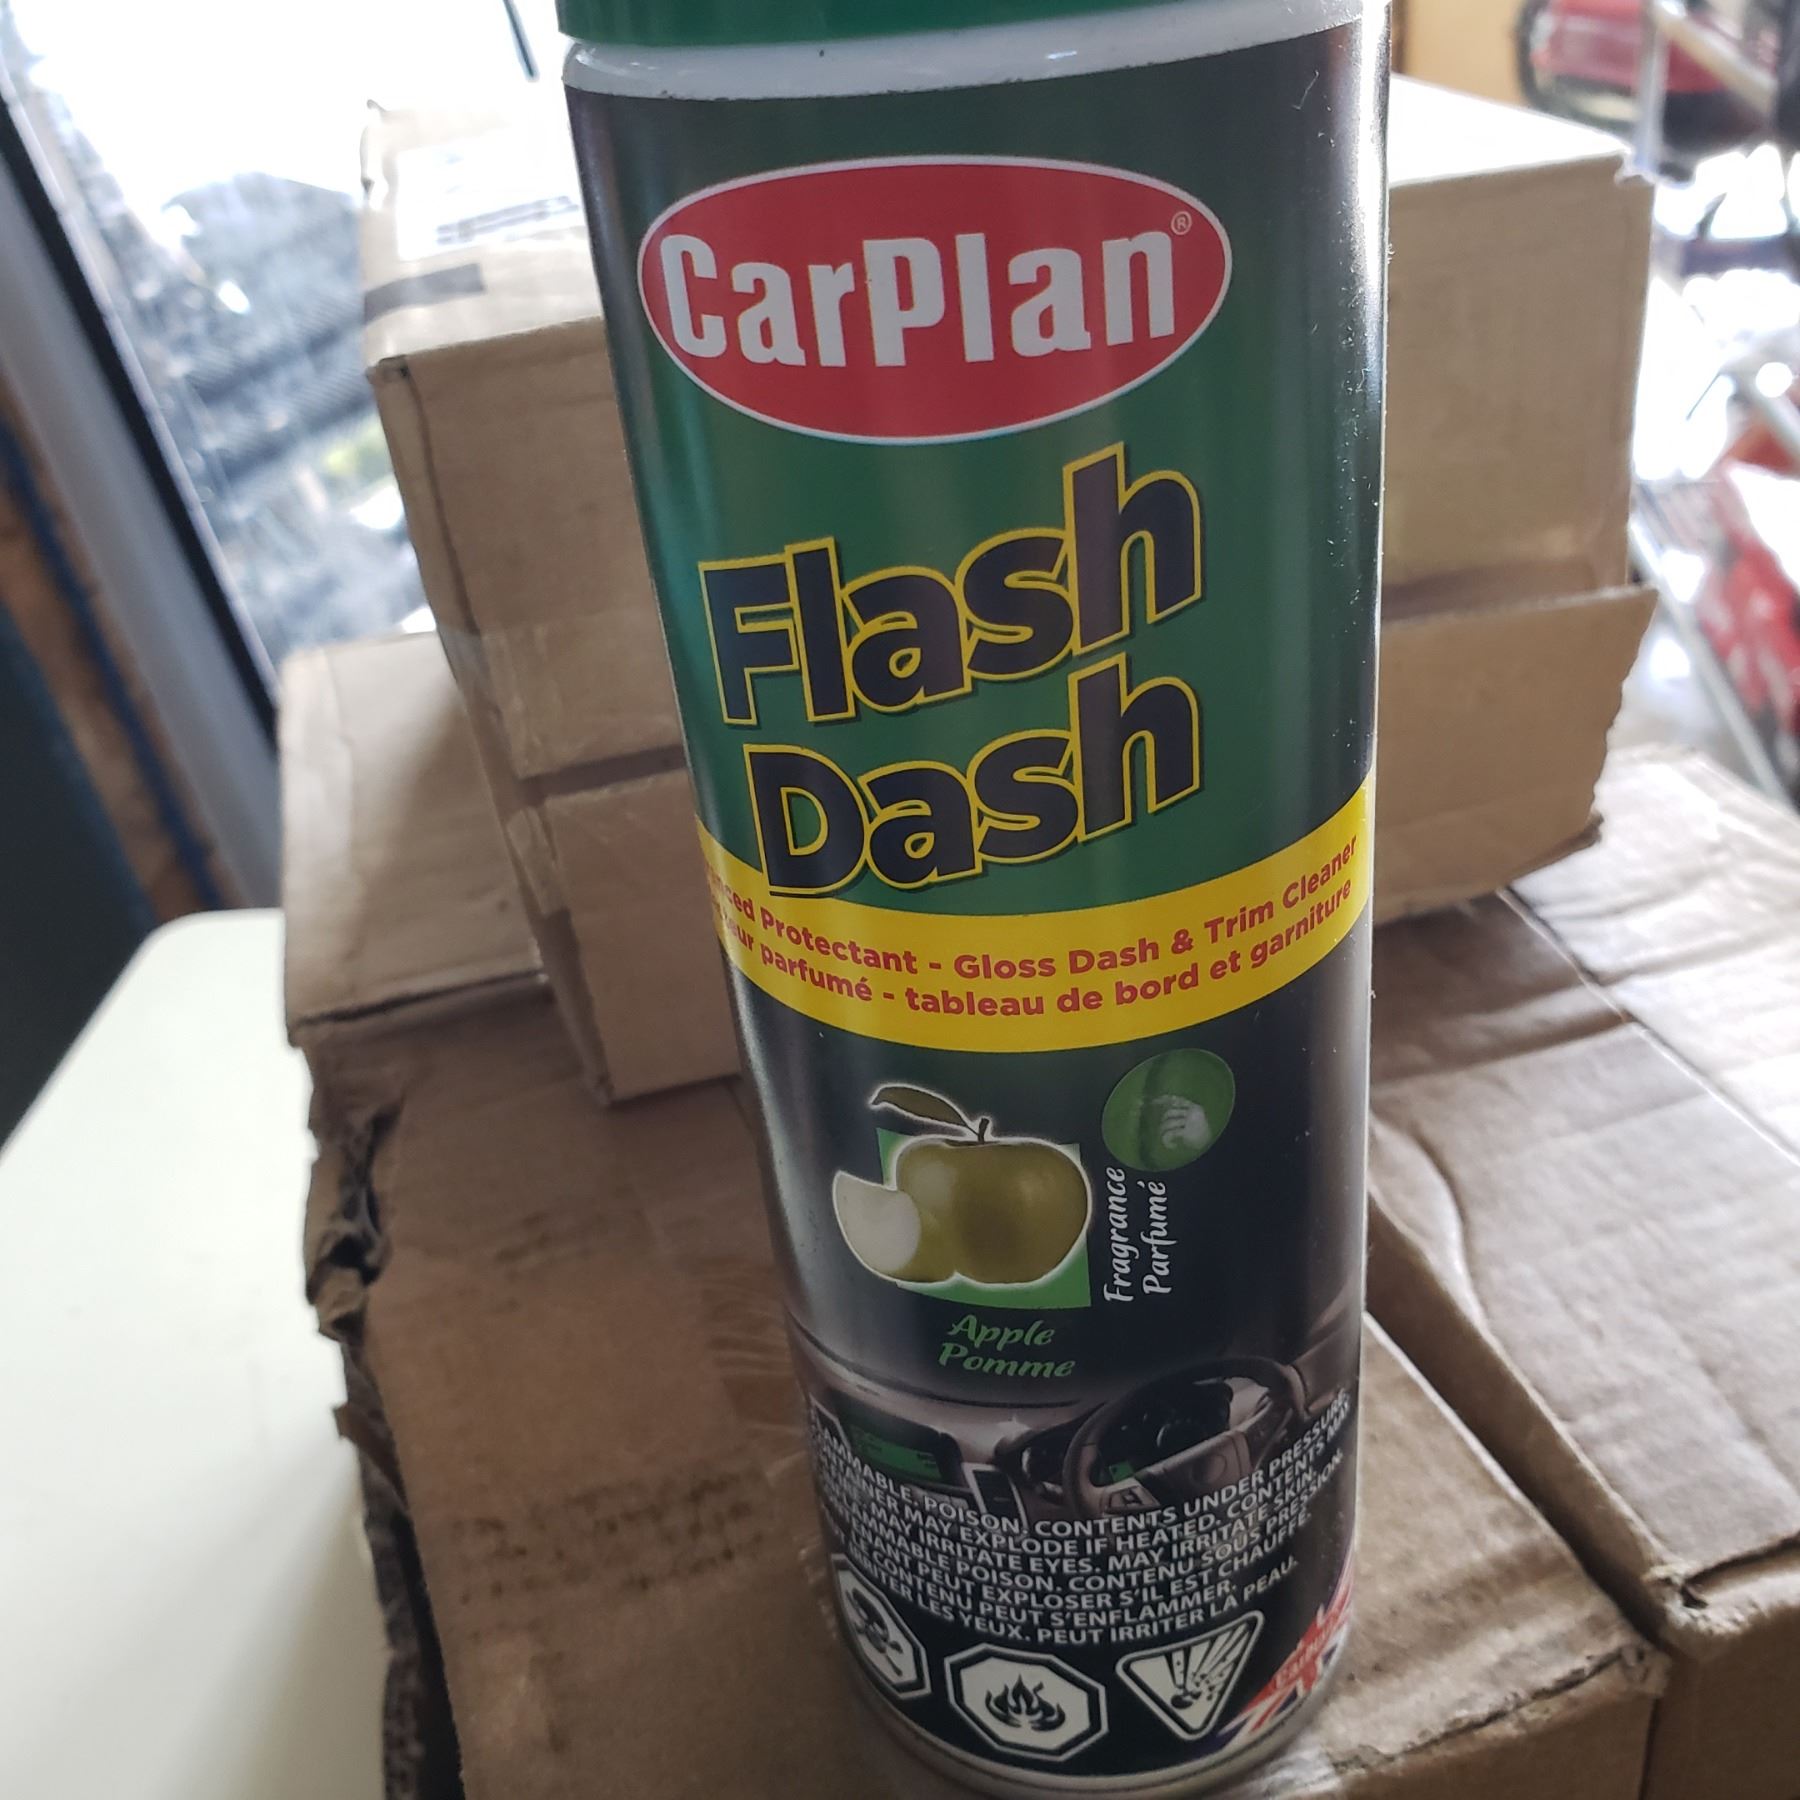 CarPlan®
Flash
Dash
Protectant - Gloss Dash & Trim Cleaner
parfumé - tableau de bord et garniture
Fragrance
Parfumé
Apple
Pomme
POISON. CONTENTS UNDER PRESSURE.
MAY EXPLODE IF HEATED. CONTENTS MAY
MAY IRRITATE EYES. MAY IRRITATE SKIN.
POISON. CONTENU SOUS PRESSION.
PEUT EXPLOSER S'IL EST CHAUFFÉ.
CONTENU PEUT S'ENFLAMMER.
LES YEUX. PEUT IRRITER LA PEAU.